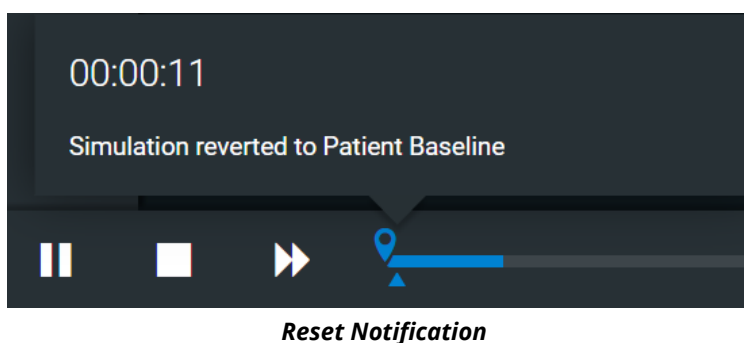 00:00:11
Simulation reverted to Patient Baseline
Reset Notification